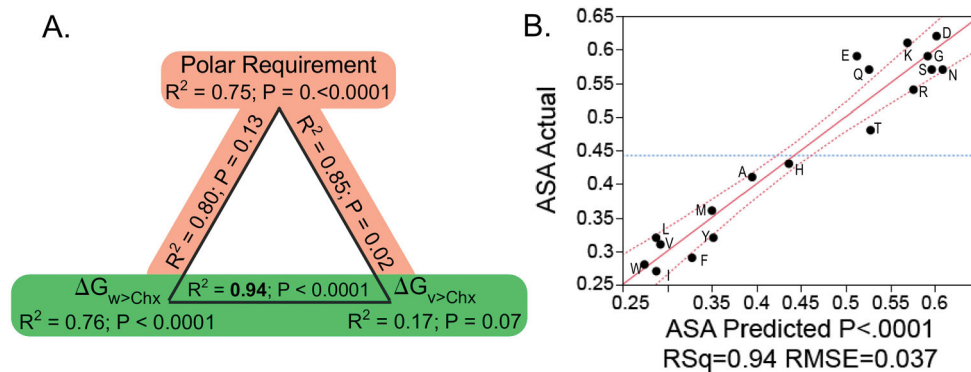 A.
Polar Requirement
R² = 0.75; P = 0.<0.0001
R² = 0.80; P = 0.13
R² = 0.85; P = 0.02
ΔG w>Chx
R² = 0.94; P < 0.0001
ΔG v>Chx
R² = 0.76; P < 0.0001
R² = 0.17; P = 0.07
B.
ASA Actual
0.65
0.6
0.55
0.5
0.45
0.4
0.35
0.3
0.25
D
K
E
G
Q
S
N
R
T
A
H
M
L
Y
V
F
W
I
0.25 0.3 0.35 0.4 0.45 0.5 0.55 0.6
ASA Predicted P<.0001
RSq=0.94 RMSE=0.037